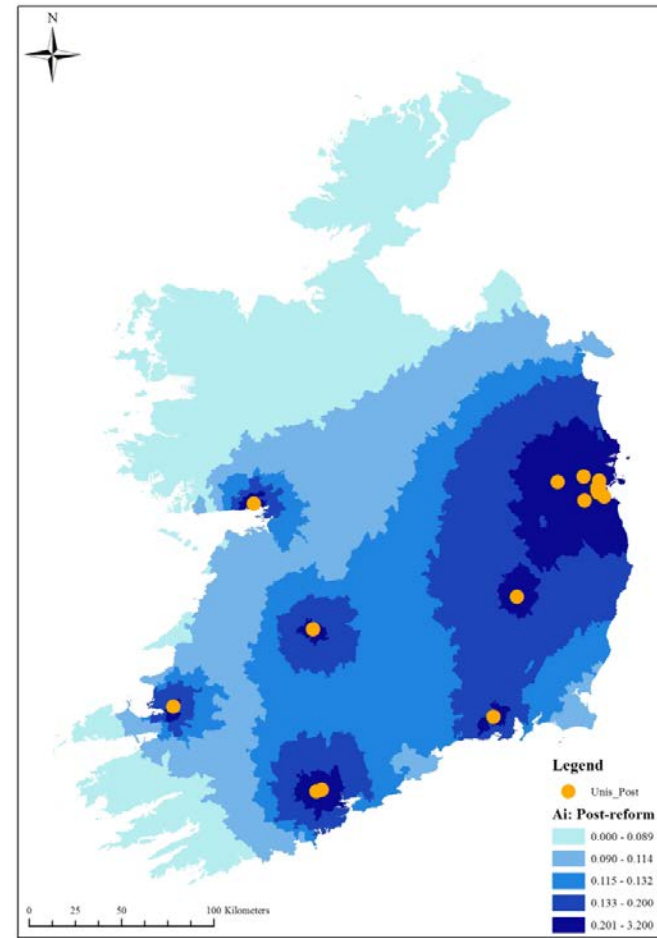 N
Legend
Unis_Post
Ai: Post-reform
0.000 - 0.089
0.090 - 0.114
0.115 - 0.132
0.133 - 0.200
0.201 - 3.200
0 25 50 100 Kilometers